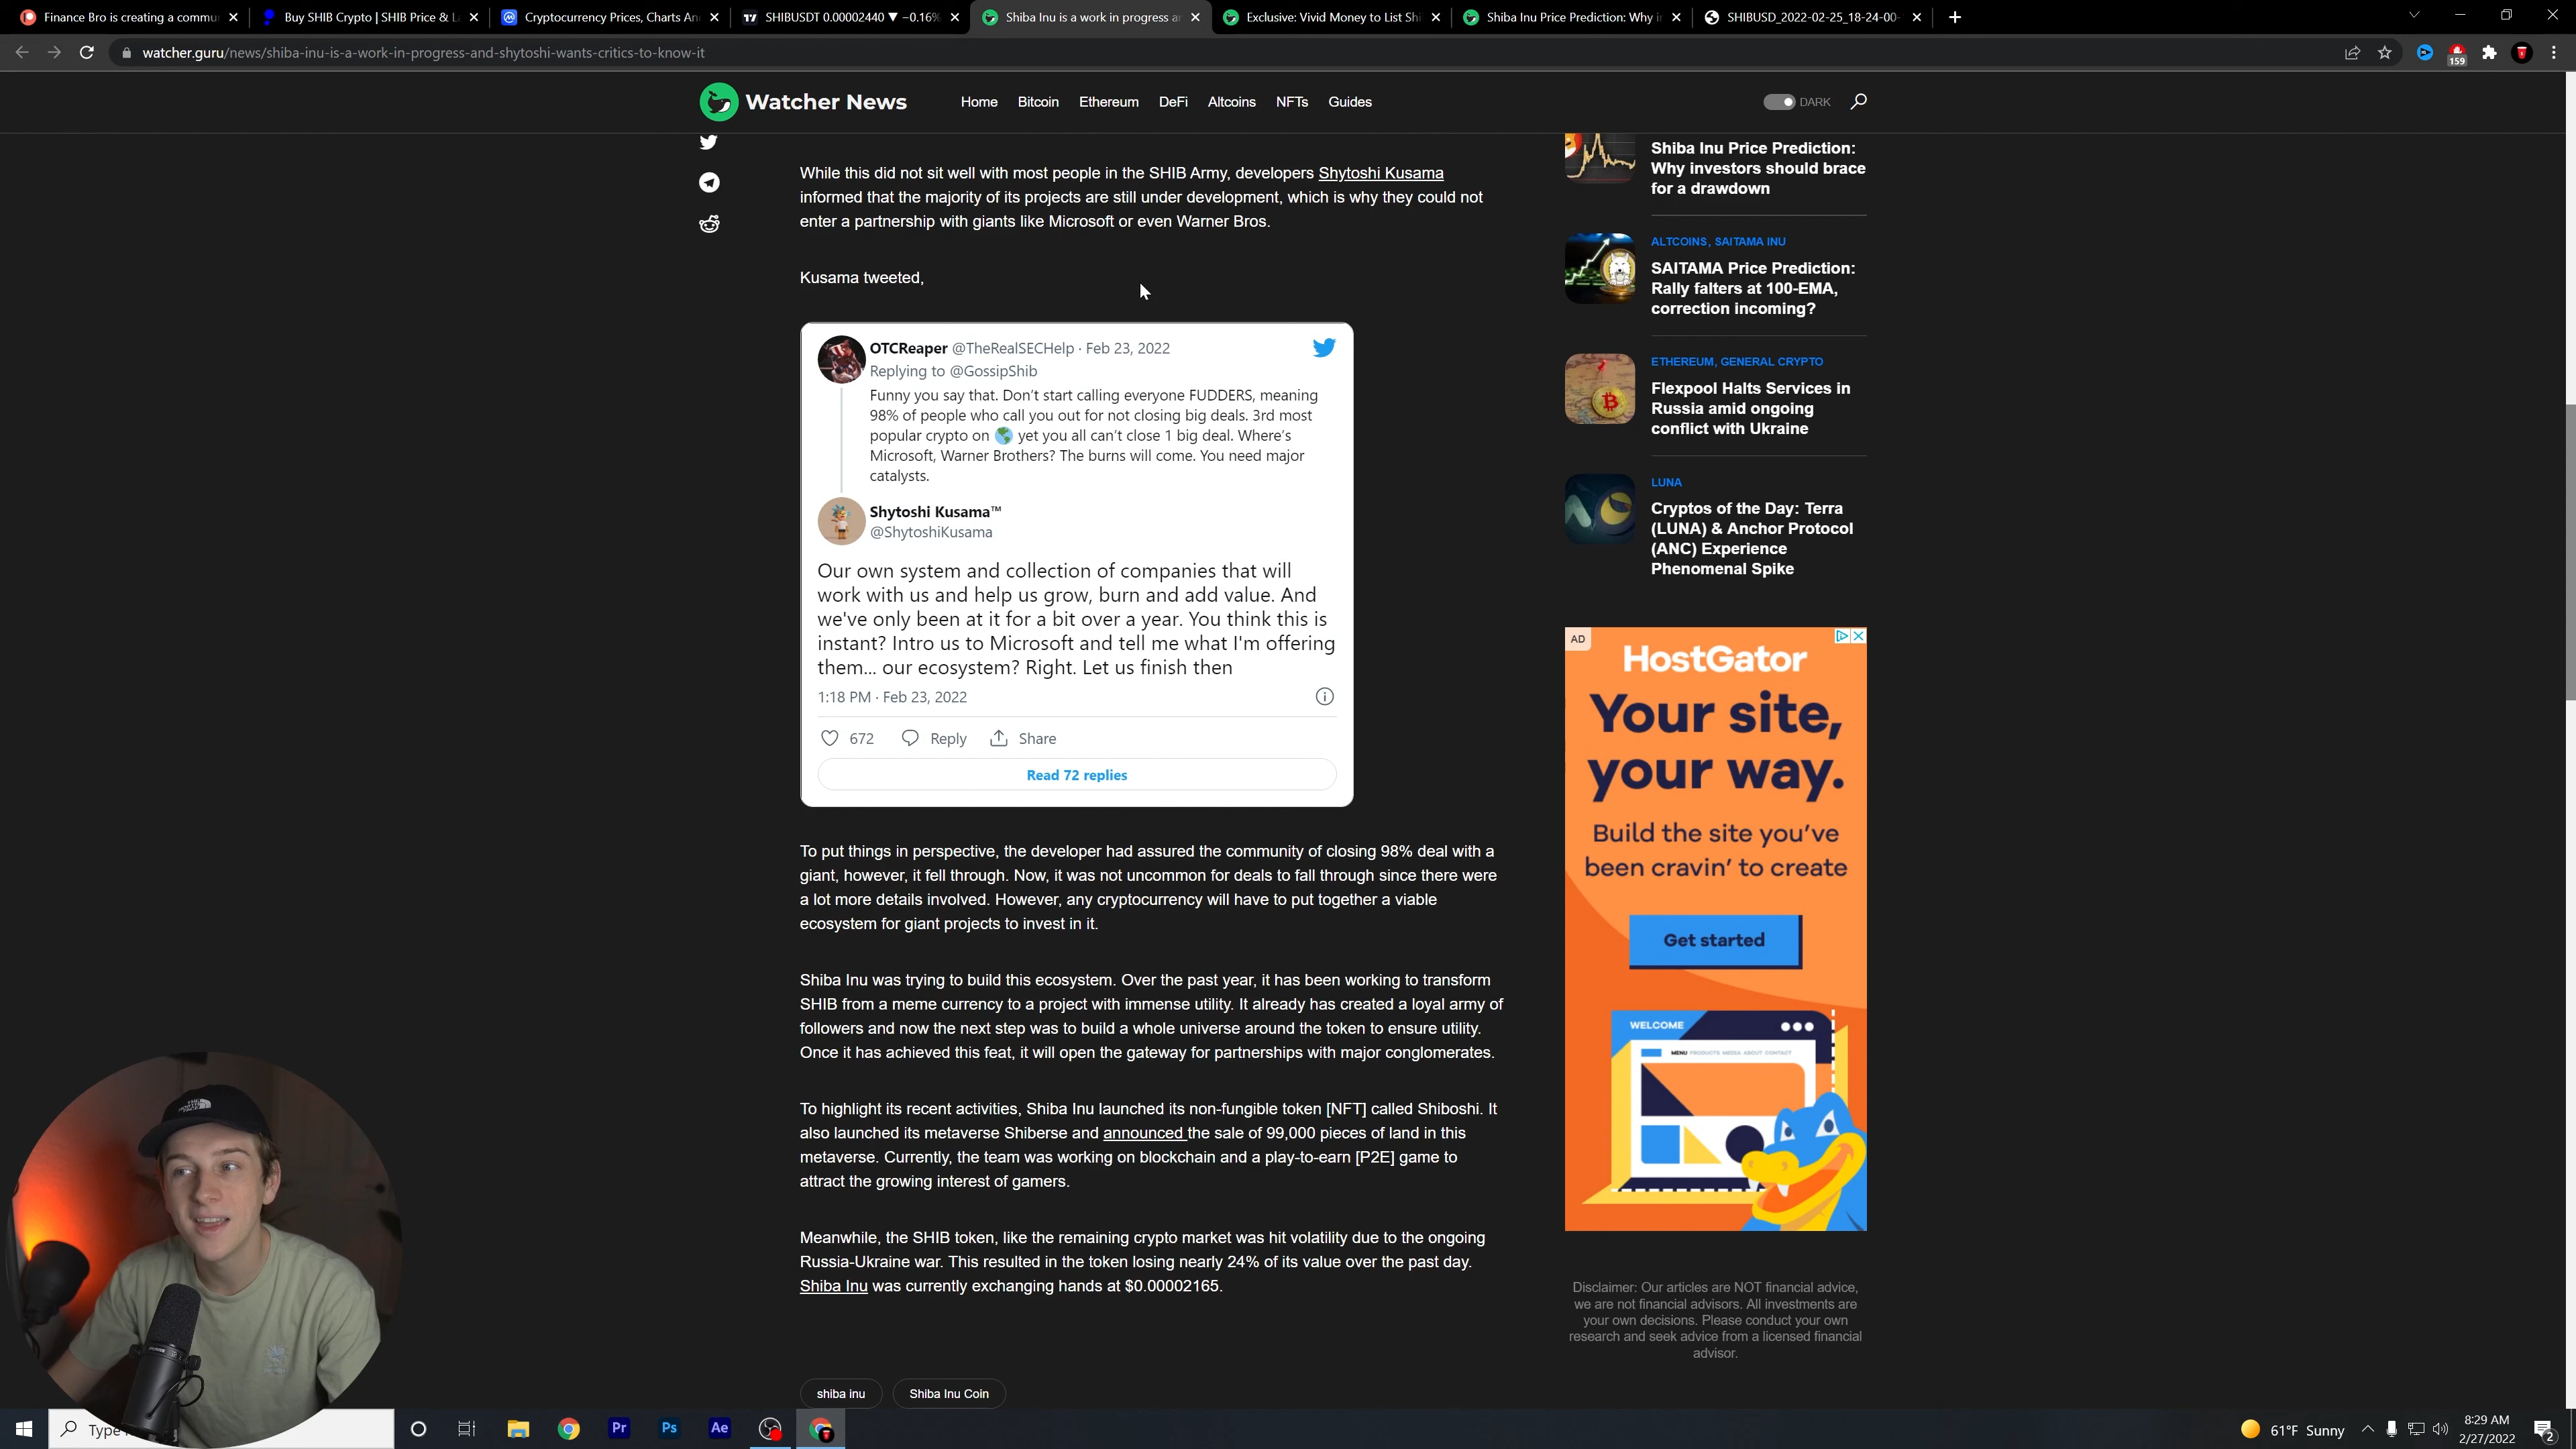 Finance Bro is creating a commu
Buy SHIB Crypto | SHIB Price & L
Cryptocurrency Prices, Charts An
SHIBUSDT 0.00002440 ▼ −0.16%
Shiba Inu is a work in progress a
Exclusive: Vivid Money to List Shi
Shiba Inu Price Prediction: Why i
SHIBUSD_2022-02-25_18-24-00-
watcher.guru/news/shiba-inu-is-a-work-in-progress-and-shytoshi-wants-critics-to-know-it
159
Watcher News
Home Bitcoin Ethereum DeFi Altcoins NFTs Guides
DARK
While this did not sit well with most people in the SHIB Army, developers Shytoshi Kusama
informed that the majority of its projects are still under development, which is why they could not
enter a partnership with giants like Microsoft or even Warner Bros.
Kusama tweeted,
OTCReaper @TheRealSECHelp · Feb 23, 2022
Replying to @GossipShib
Funny you say that. Don't start calling everyone FUDDERS, meaning
98% of people who call you out for not closing big deals. 3rd most
popular crypto on 🌎 yet you all can't close 1 big deal. Where's
Microsoft, Warner Brothers? The burns will come. You need major
catalysts.
Shytoshi Kusama™
@ShytoshiKusama
Our own system and collection of companies that will
work with us and help us grow, burn and add value. And
we've only been at it for a bit over a year. You think this is
instant? Intro us to Microsoft and tell me what I'm offering
them... our ecosystem? Right. Let us finish then
1:18 PM · Feb 23, 2022
672 Reply Share
Read 72 replies
To put things in perspective, the developer had assured the community of closing 98% deal with a
giant, however, it fell through. Now, it was not uncommon for deals to fall through since there were
a lot more details involved. However, any cryptocurrency will have to put together a viable
ecosystem for giant projects to invest in it.
Shiba Inu was trying to build this ecosystem. Over the past year, it has been working to transform
SHIB from a meme currency to a project with immense utility. It already has created a loyal army of
followers and now the next step was to build a whole universe around the token to ensure utility.
Once it has achieved this feat, it will open the gateway for partnerships with major conglomerates.
To highlight its recent activities, Shiba Inu launched its non-fungible token [NFT] called Shiboshi. It
also launched its metaverse Shiberse and announced the sale of 99,000 pieces of land in this
metaverse. Currently, the team was working on blockchain and a play-to-earn [P2E] game to
attract the growing interest of gamers.
Meanwhile, the SHIB token, like the remaining crypto market was hit volatility due to the ongoing
Russia-Ukraine war. This resulted in the token losing nearly 24% of its value over the past day.
Shiba Inu was currently exchanging hands at $0.00002165.
shiba inu
Shiba Inu Coin
Shiba Inu Price Prediction:
Why investors should brace
for a drawdown
ALTCOINS, SAITAMA INU
SAITAMA Price Prediction:
Rally falters at 100-EMA,
correction incoming?
ETHEREUM, GENERAL CRYPTO
Flexpool Halts Services in
Russia amid ongoing
conflict with Ukraine
LUNA
Cryptos of the Day: Terra
(LUNA) & Anchor Protocol
(ANC) Experience
Phenomenal Spike
AD
HostGator
Your site,
your way.
Build the site you've
been cravin' to create
Get started
WELCOME
MENU PRODUCTS MEDIA ABOUT CONTACT
Disclaimer: Our articles are NOT financial advice,
we are not financial advisors. All investments are
your own decisions. Please conduct your own
research and seek advice from a licensed financial
advisor.
Type
Pr
Ps
Ae
61°F Sunny
8:29 AM
2/27/2022
2